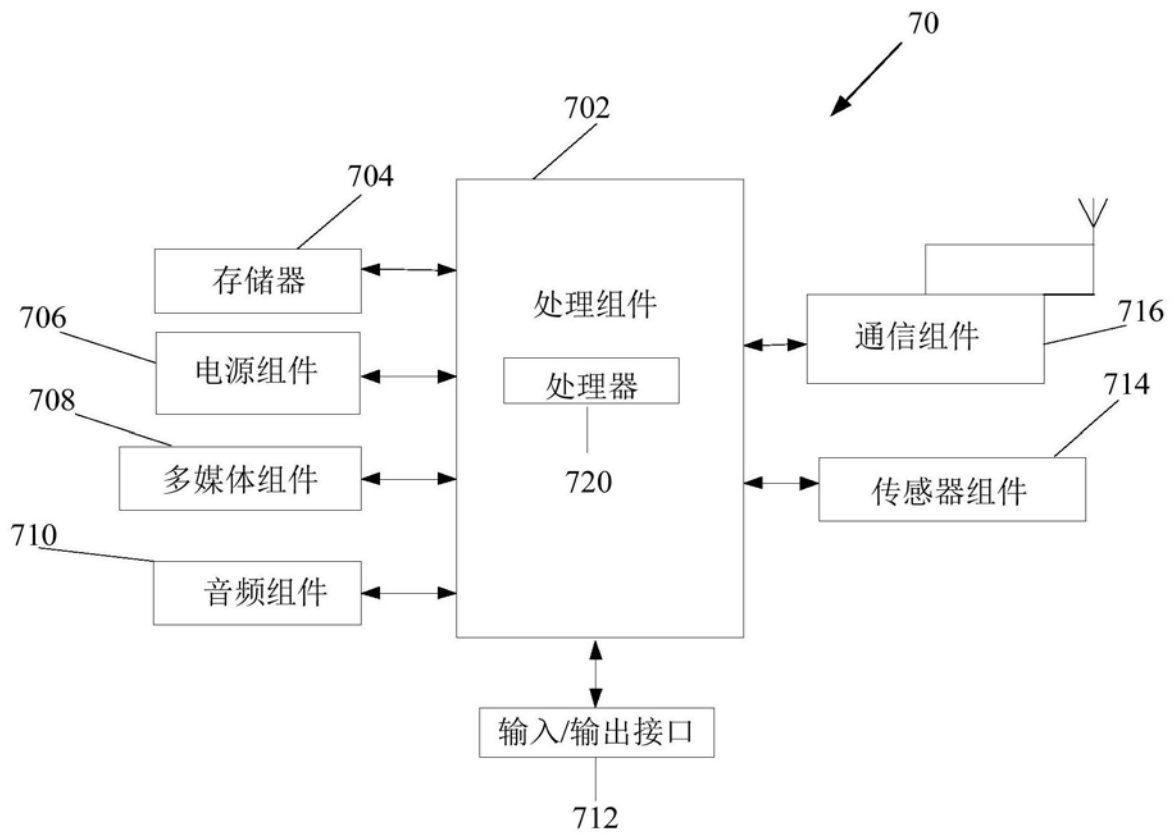 70
702
704
存储器
处理组件
706
716
通信组件
电源组件
处理器
708
714
多媒体组件
720
传感器组件
710
音频组件
输入/输出接口
712